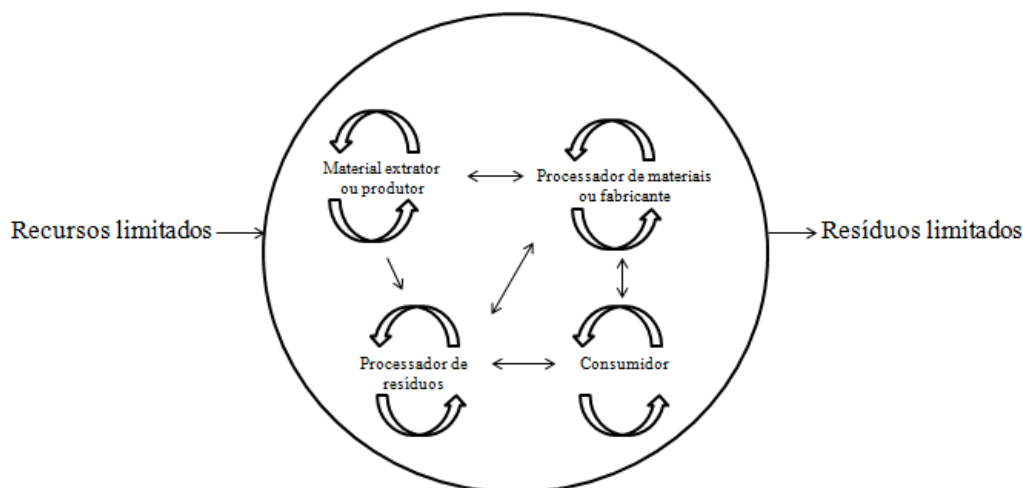 Material extrator
ou produtor
Processador de materiais
ou fabricante
Recursos limitados
Resíduos limitados
Processador de
resíduos
Consumidor